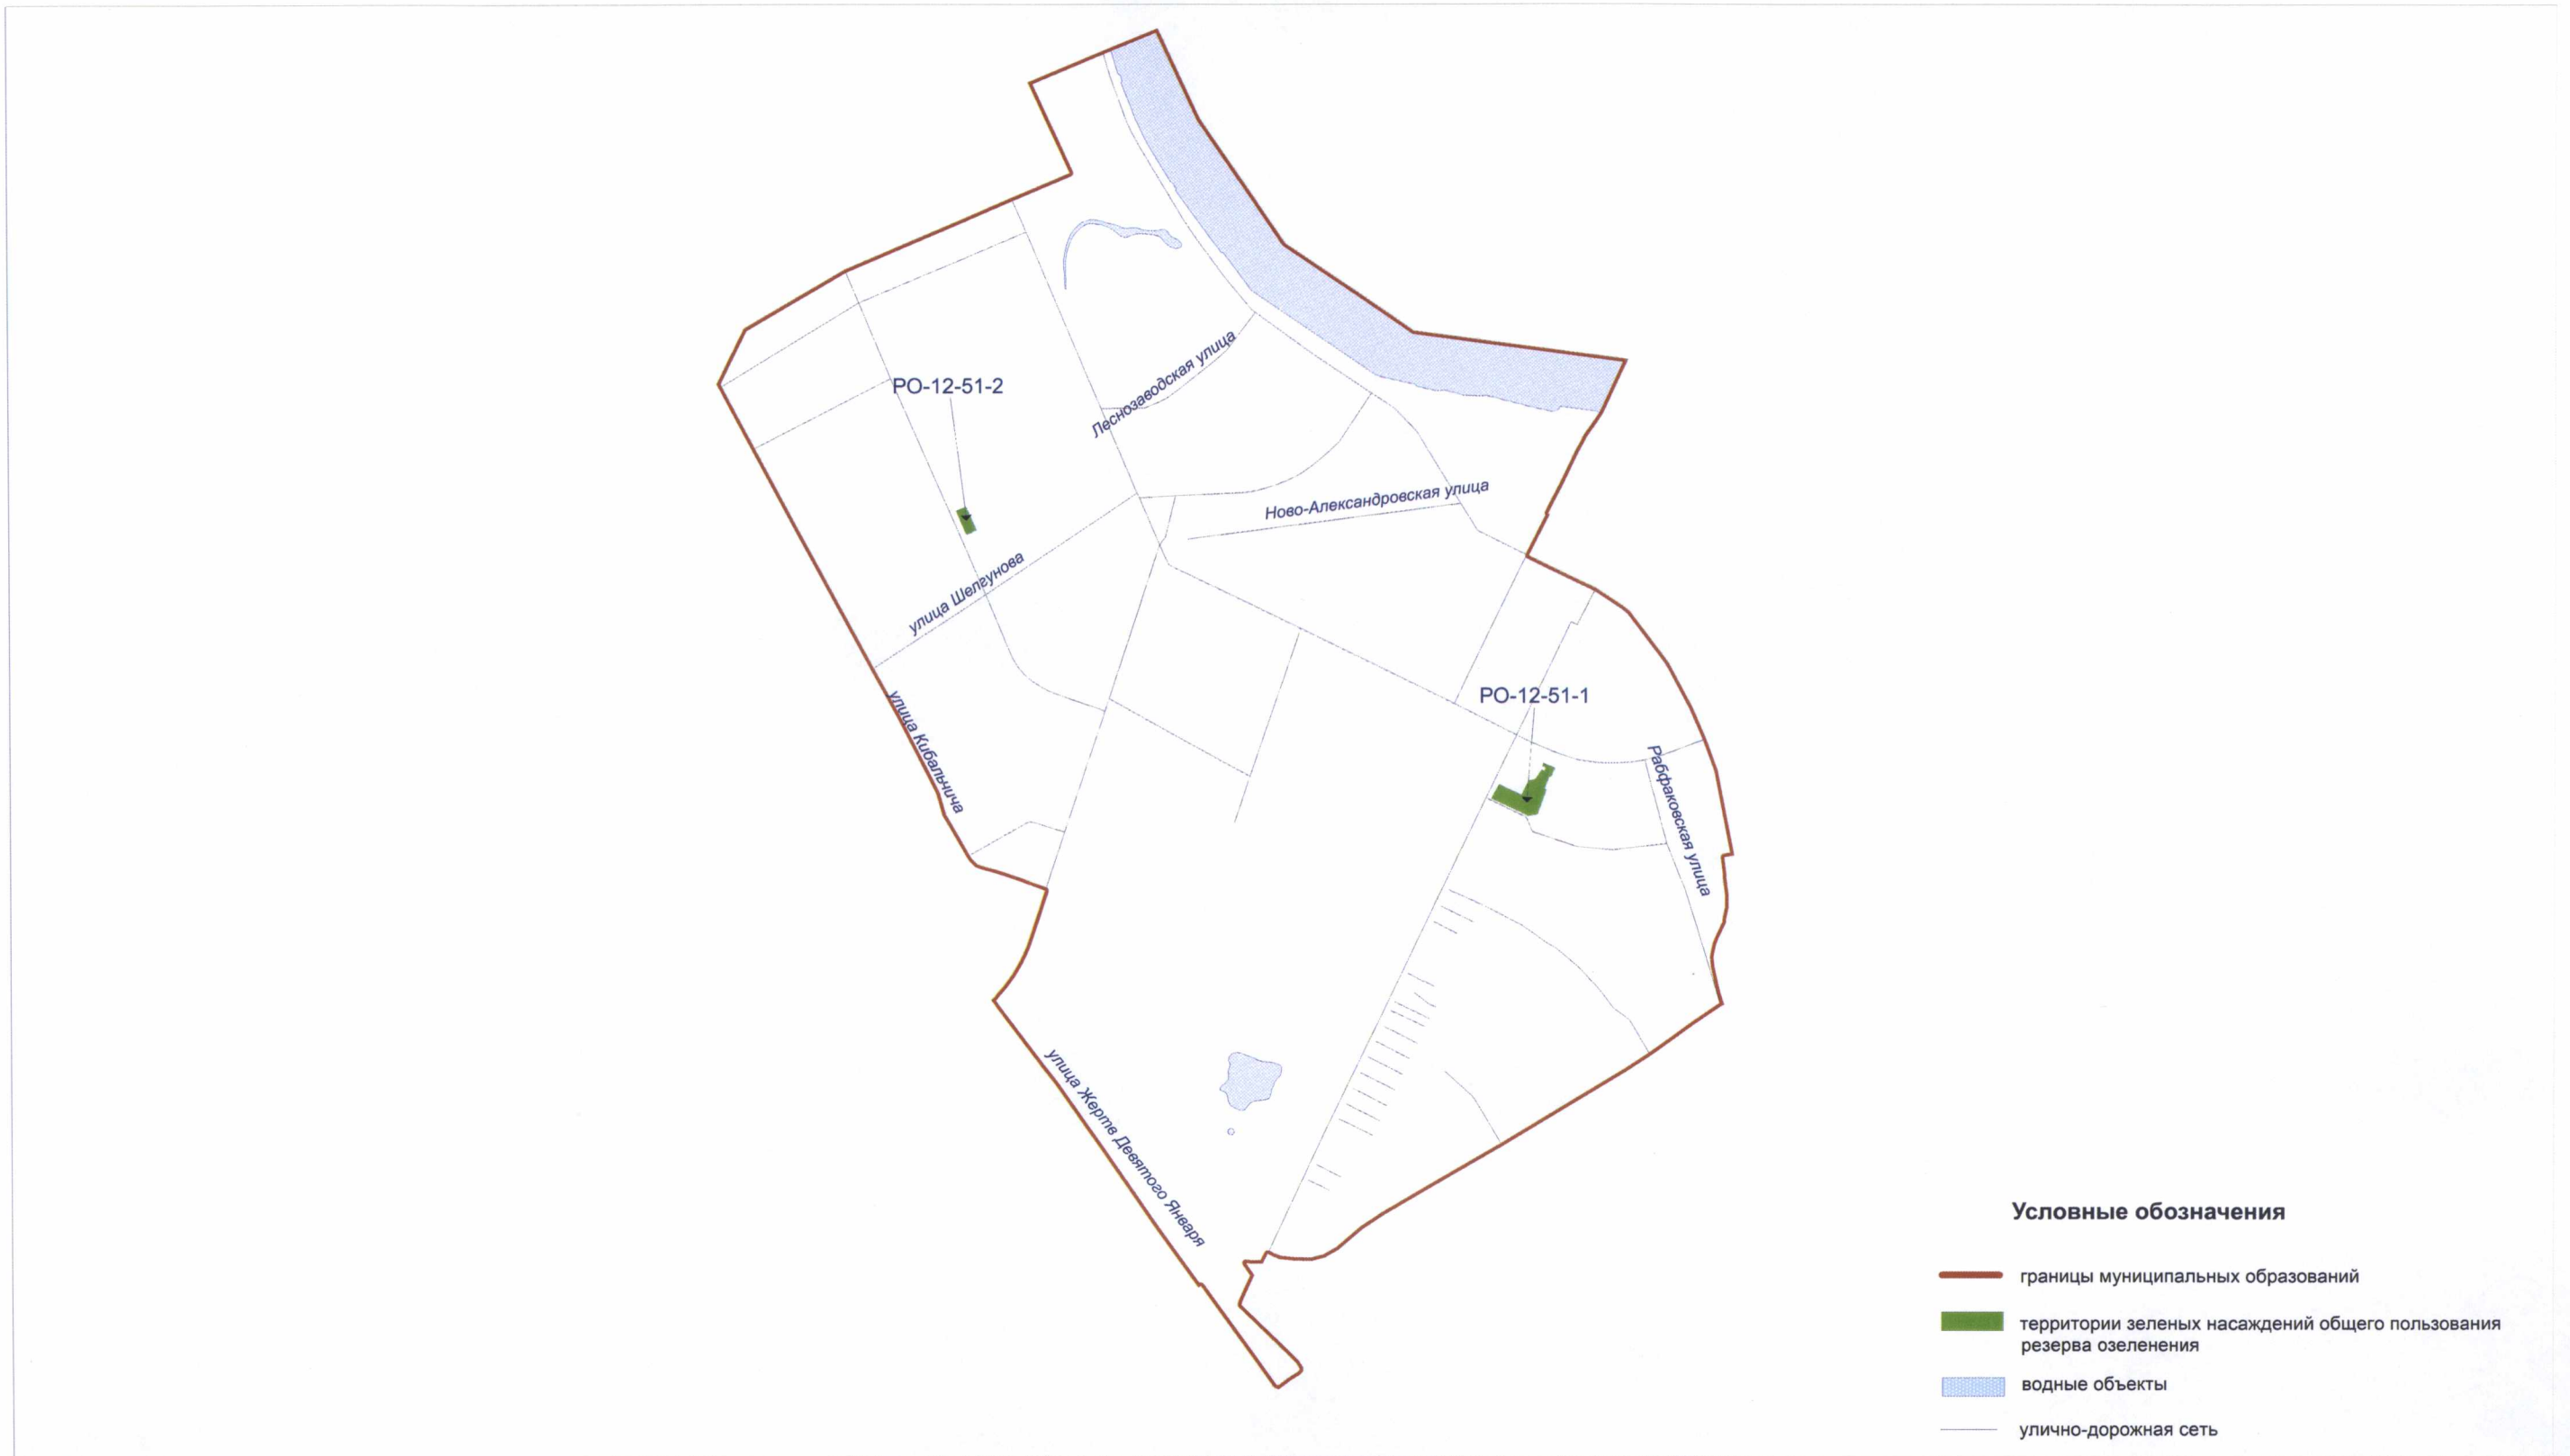 РО-12-51-2
Леснозаводская улица
Ново-Александровская улица
улица Шелгунова
РО-12-51-1
улица Кибальчича
Рабфаковская улица
улица Жертв Девятого Января
Условные обозначения
границы муниципальных образований
территории зеленых насаждений общего пользования
резерва озеленения
водные объекты
улично-дорожная сеть